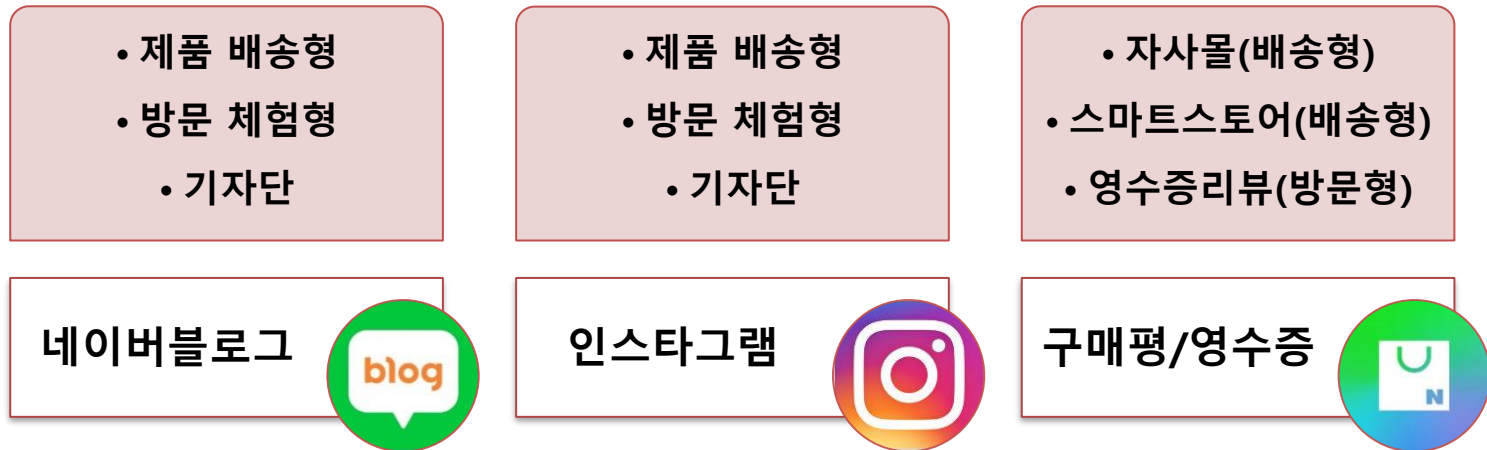 • 제품 배송형
• 방문 체험형
• 기자단
네이버블로그
blog
• 제품 배송형
• 방문 체험형
• 기자단
인스타그램
• 자사몰(배송형)
• 스마트스토어(배송형)
• 영수증리뷰(방문형)
구매평/영수증
N